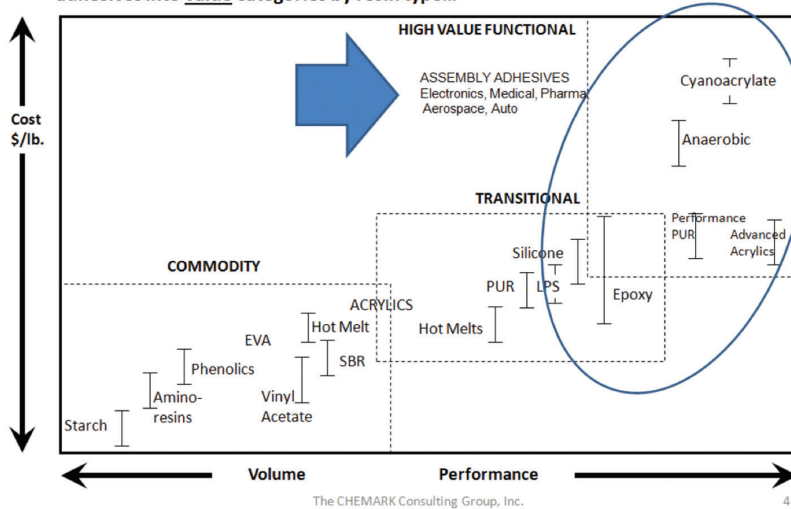 HIGH VALUE FUNCTIONAL
ASSEMBLY ADHESIVES
Electronics, Medical, Pharma
Aerospace, Auto
Cyanoacrylate
Cost
$/lb.
Anaerobic
TRANSITIONAL
Performance
PUR
Advanced
Acrylics
Silicone
COMMODITY
PUR
LPS
Epoxy
ACRYLICS
Hot Melt
Hot Melts
EVA
SBR
Phenolics
Amino-
resins
Vinyl
Acetate
Starch
Volume
Performance
The CHEMARK Consulting Group, Inc.
4